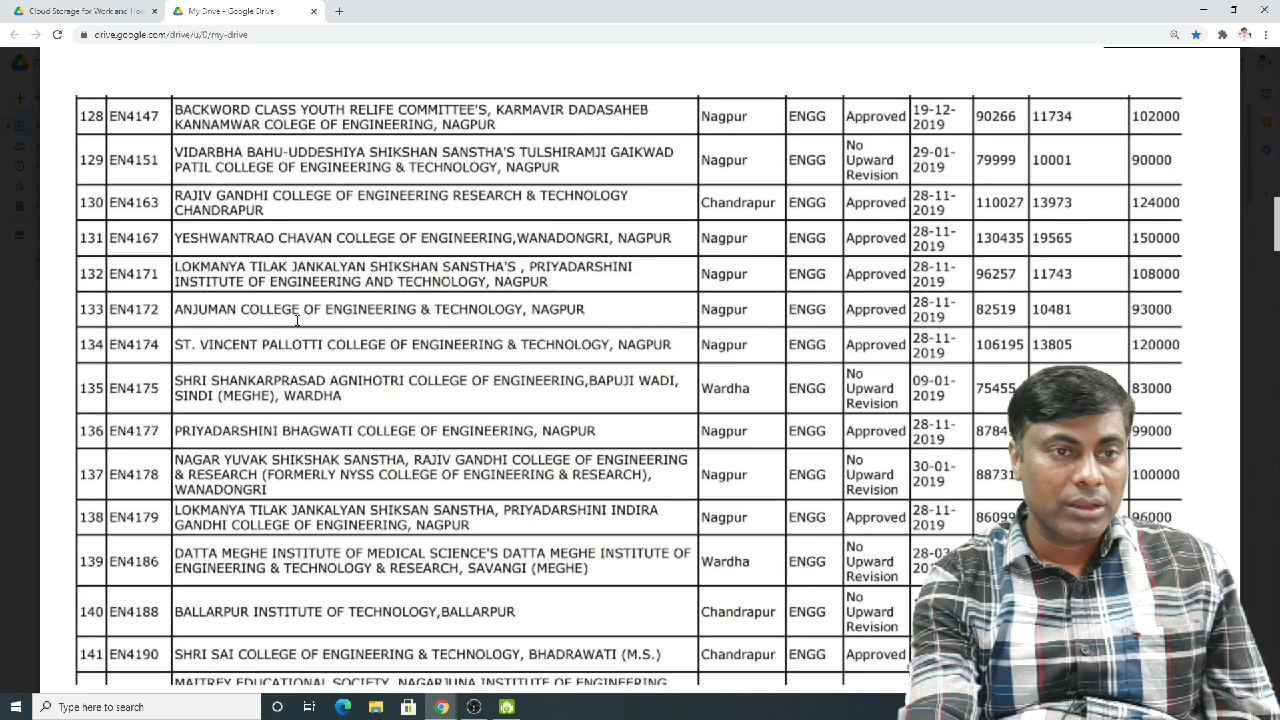 Cloud Storage for Work and Hom
My Drive - Google Drive
drive.google.com/drive/u/0/my-drive
128 EN4147 BACKWORD CLASS YOUTH RELIFE COMMITTEE'S, KARMAVIR DADASAHEB
KANNAMWAR COLEGE OF ENGINEERING, NAGPUR Nagpur ENGG Approved 19-12-
2019 90266 11734 102000
129 EN4151 VIDARBHA BAHU-UDDESHIYA SHIKSHAN SANSTHA'S TULSHIRAMJI GAIKWAD
PATIL COLLEGE OF ENGINEERING & TECHNOLOGY, NAGPUR Nagpur ENGG No
Upward
Revision 29-01-
2019 79999 10001 90000
130 EN4163 RAJIV GANDHI COLLEGE OF ENGINEERING RESEARCH & TECHNOLOGY
CHANDRAPUR Chandrapur ENGG Approved 28-11-
2019 110027 13973 124000
131 EN4167 YESHWANTRAO CHAVAN COLLEGE OF ENGINEERING,WANADONGRI, NAGPUR Nagpur ENGG Approved 28-11-
2019 130435 19565 150000
132 EN4171 LOKMANYA TILAK JANKALYAN SHIKSHAN SANSTHA'S , PRIYADARSHINI
INSTITUTE OF ENGINEERING AND TECHNOLOGY, NAGPUR Nagpur ENGG Approved 28-11-
2019 96257 11743 108000
133 EN4172 ANJUMAN COLLEGE OF ENGINEERING & TECHNOLOGY, NAGPUR Nagpur ENGG Approved 28-11-
2019 82519 10481 93000
134 EN4174 ST. VINCENT PALLOTTI COLLEGE OF ENGINEERING & TECHNOLOGY, NAGPUR Nagpur ENGG Approved 28-11-
2019 106195 13805 120000
135 EN4175 SHRI SHANKARPRASAD AGNIHOTRI COLLEGE OF ENGINEERING,BAPUJI WADI,
SINDI (MEGHE), WARDHA Wardha ENGG No
Upward
Revision 09-01-
2019 75455 83000
136 EN4177 PRIYADARSHINI BHAGWATI COLLEGE OF ENGINEERING, NAGPUR Nagpur ENGG Approved 28-11-
2019 99000
137 EN4178 NAGAR YUVAK SHIKSHAK SANSTHA, RAJIV GANDHI COLLEGE OF ENGINEERING
& RESEARCH (FORMERLY NYSS COLLEGE OF ENGINEERING & RESEARCH),
WANADONGRI Nagpur ENGG No
Upward
Revision 30-01-
2019 88731 100000
138 EN4179 LOKMANYA TILAK JANKALYAN SHIKSAN SANSTHA, PRIYADARSHINI INDIRA
GANDHI COLLEGE OF ENGINEERING, NAGPUR Nagpur ENGG Approved 28-11-
2019 86099 96000
139 EN4186 DATTA MEGHE INSTITUTE OF MEDICAL SCIENCE'S DATTA MEGHE INSTITUTE OF
ENGINEERING & TECHNOLOGY & RESEARCH, SAVANGI (MEGHE) Wardha ENGG No
Upward
Revision
140 EN4188 BALLARPUR INSTITUTE OF TECHNOLOGY,BALLARPUR Chandrapur ENGG No
Upward
Revision
141 EN4190 SHRI SAI COLLEGE OF ENGINEERING & TECHNOLOGY, BHADRAWATI (M.S.) Chandrapur ENGG Approved
MAITREY EDUCATIONAL SOCIETY, NAGARJUNA INSTITUTE OF ENGINEERING
Type here to search